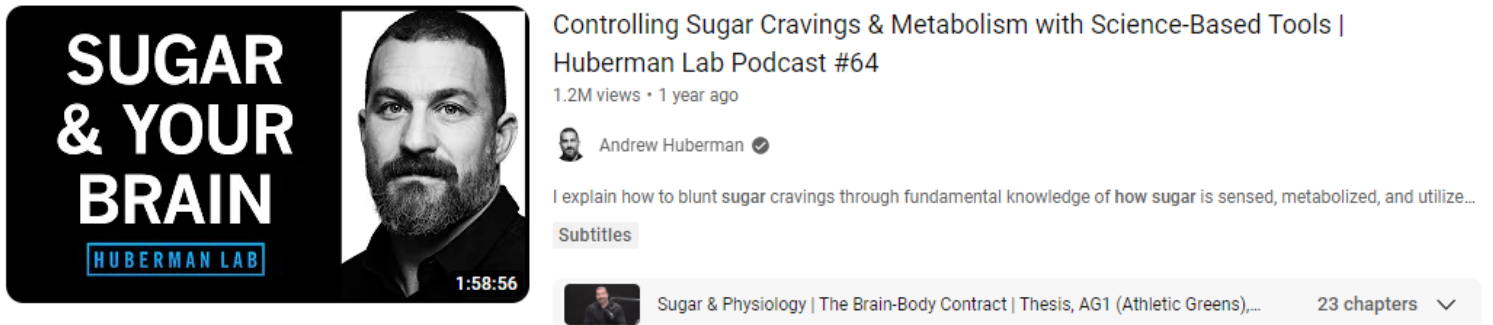 SUGAR
& YOUR
BRAIN
HUBERMAN LAB
1:58:56
Controlling Sugar Cravings & Metabolism with Science-Based Tools |
Huberman Lab Podcast #64
1.2M views • 1 year ago
Andrew Huberman
I explain how to blunt sugar cravings through fundamental knowledge of how sugar is sensed, metabolized, and utilize...
Subtitles
Sugar & Physiology | The Brain-Body Contract | Thesis, AG1 (Athletic Greens),... 23 chapters